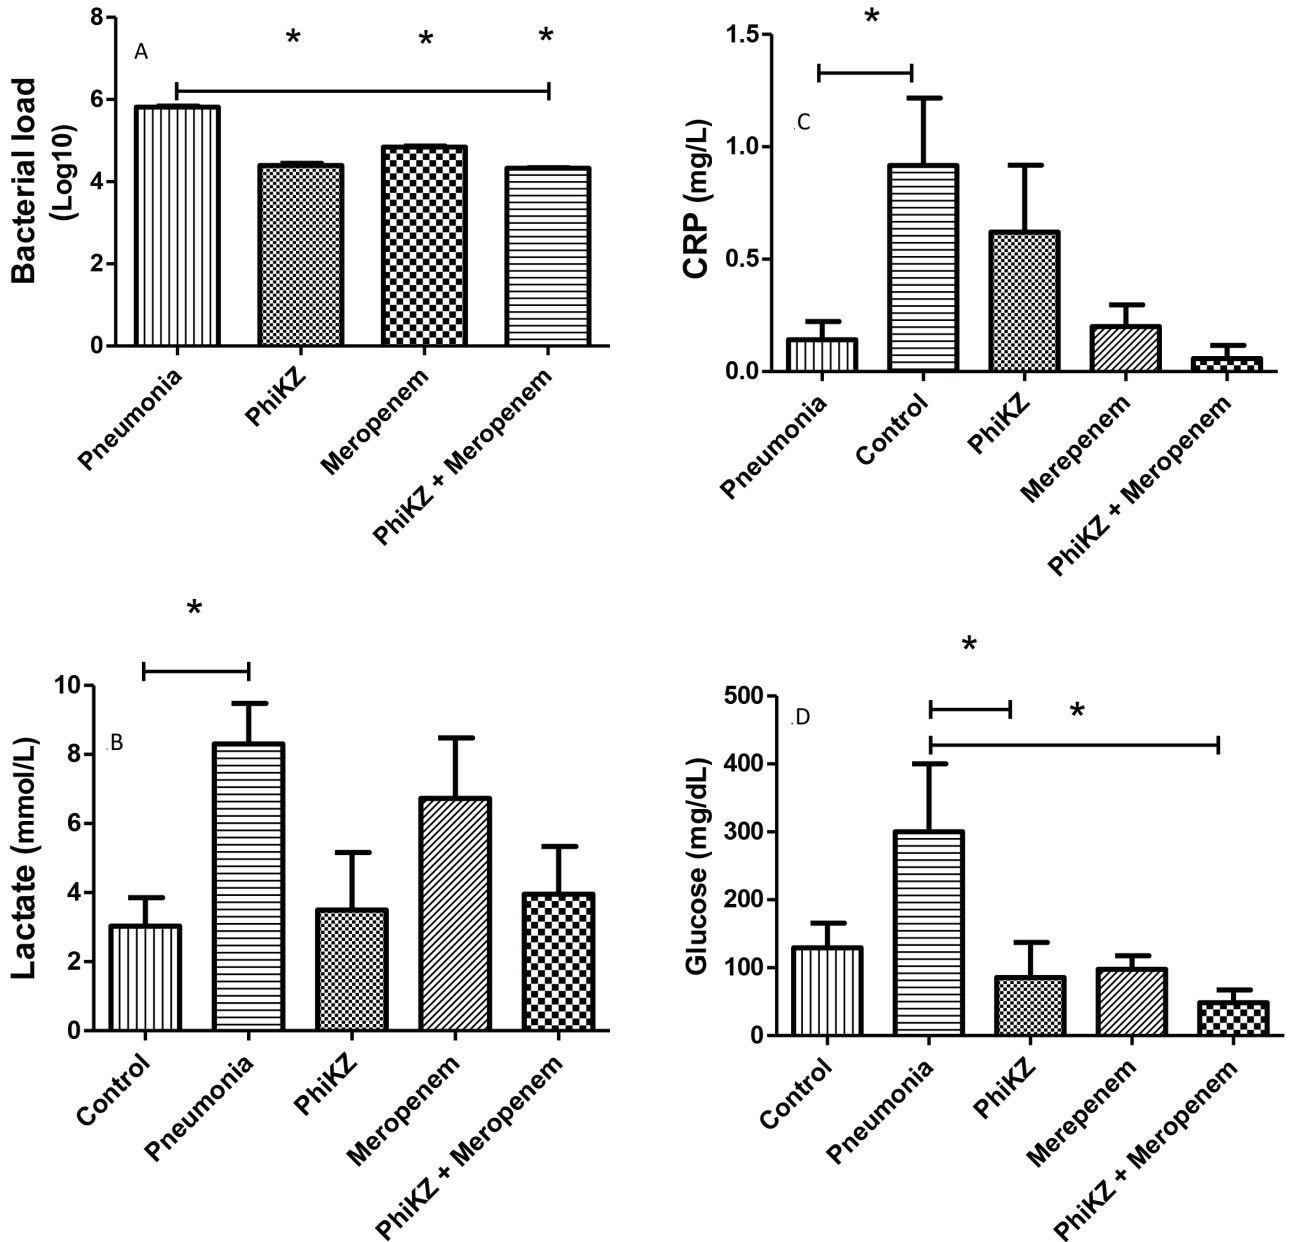 A
* * *
Bacterial load
(Log10)
8
6
4
2
0
Pneumonia
PhiKZ
Meropenem
PhiKZ + Meropenem
*
.C
CRP (mg/L)
1.5
1.0
0.5
0.0
Pneumonia
Control
PhiKZ
Merepenem
PhiKZ + Meropenem
*
.B
Lactate (mmol/L)
10
8
6
4
2
0
Control
Pneumonia
PhiKZ
Meropenem
PhiKZ + Meropenem
*
*
.D
Glucose (mg/dL)
500
400
300
200
100
0
Control
Pneumonia
PhiKZ
Merepenem
PhiKZ + Meropenem